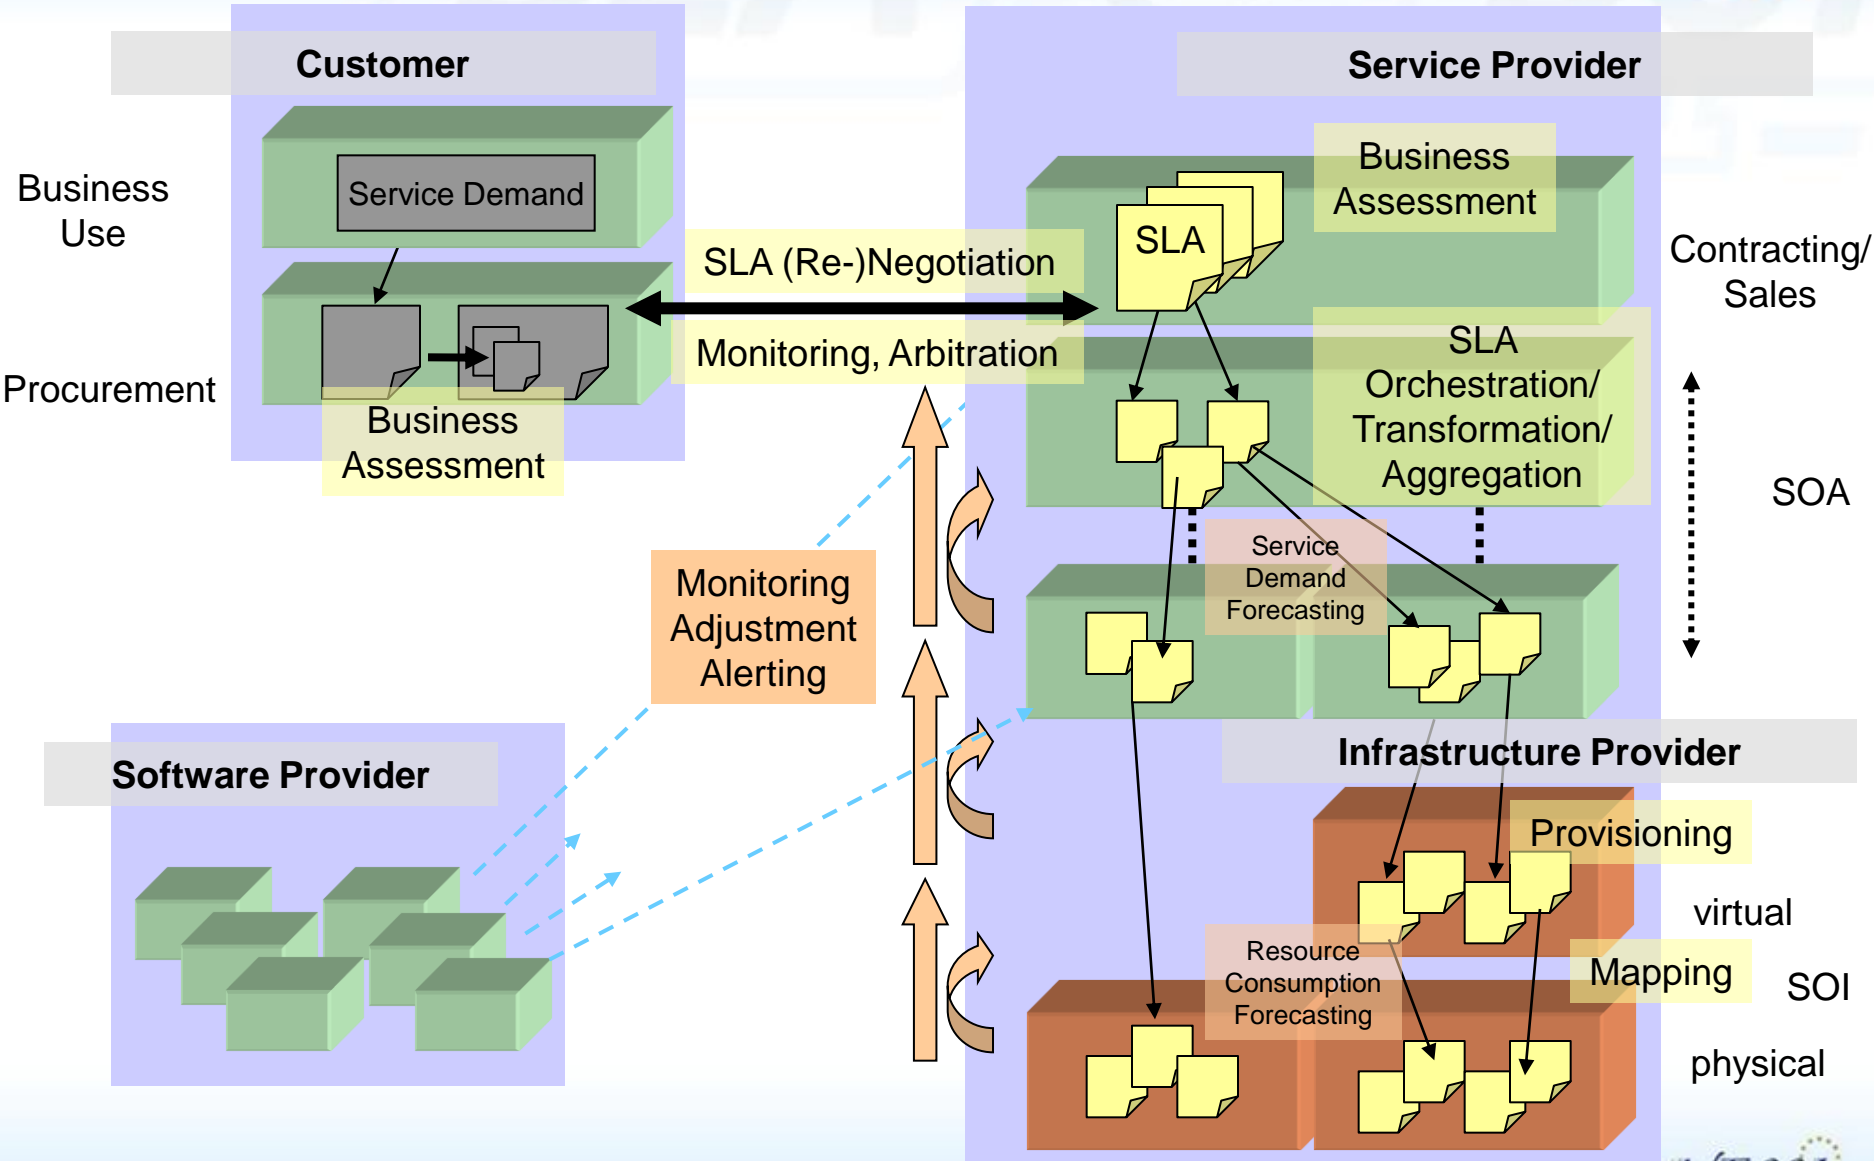 Customer
Service Provider
Business
Use
Service Demand
Procurement
Business
Assessment
SLA (Re-)Negotiation
Monitoring, Arbitration
SLA
Business
Assessment
Contracting/
Sales
SLA
Orchestration/
Transformation/
Aggregation
SOA
Service
Demand
Forecasting
Monitoring
Adjustment
Alerting
Software Provider
Infrastructure Provider
Provisioning
virtual
Resource
Consumption
Forecasting
Mapping
SOI
physical